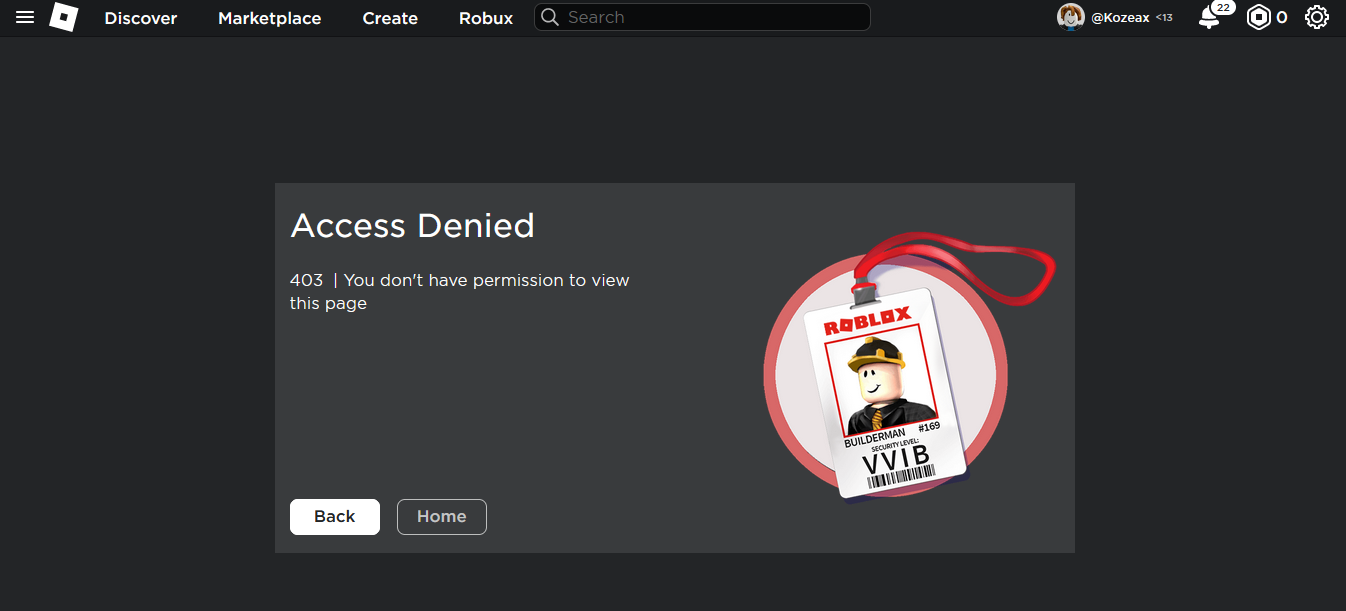 Discover Marketplace Create Robux Search @Kozeax <13 22 0
Access Denied
403 | You don't have permission to view
this page
ROBLOX
BUILDERMAN #169
SECURITY LEVEL:
VVIB
Back Home